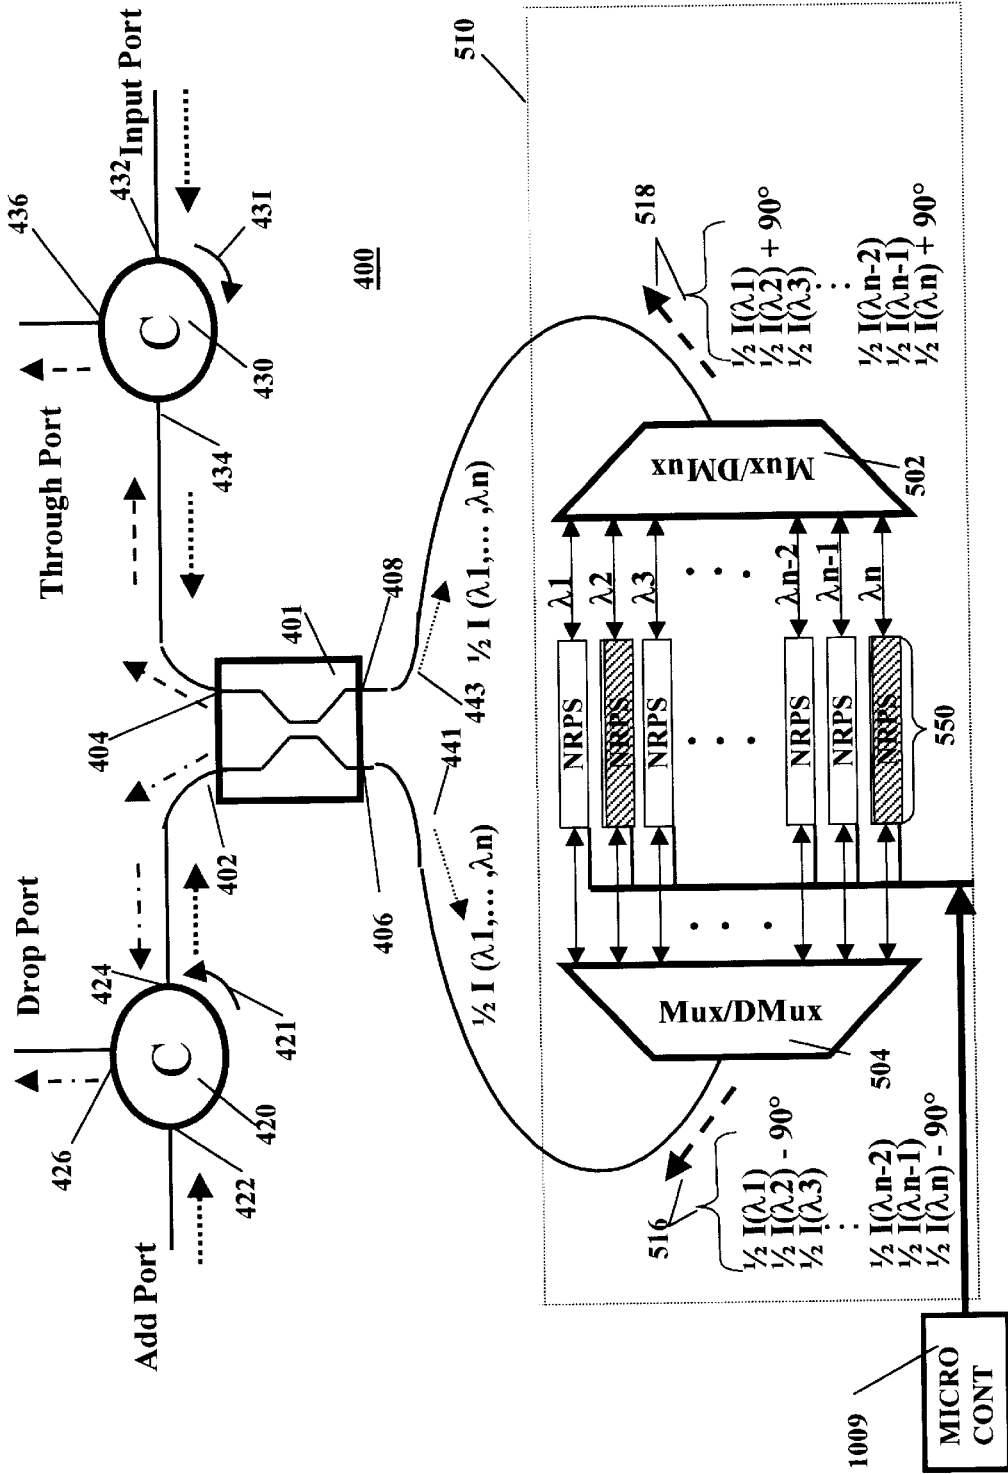 Add Port
Drop Port
Through Port
Input Port
422
426
424
C
420
421
402
404
434
C
430
436
432
431
400
401
406
408
441
443
½ I (λ1,… ,λn)
½ I (λ1,… ,λn)
510
516
½ I(λ1)
½ I(λ2) - 90°
½ I(λ3)
…
½ I(λn-2)
½ I(λn-1)
½ I(λn) - 90°
518
½ I(λ1)
½ I(λ2) + 90°
½ I(λ3)
…
½ I(λn-2)
½ I(λn-1)
½ I(λn) + 90°
Mux/DMux
504
Mux/DMux
502
NRPS
λ1
NRPS
λ2
NRPS
λ3
NRPS
λn-2
NRPS
λn-1
NRPS
λn
550
1009
MICRO
CONT